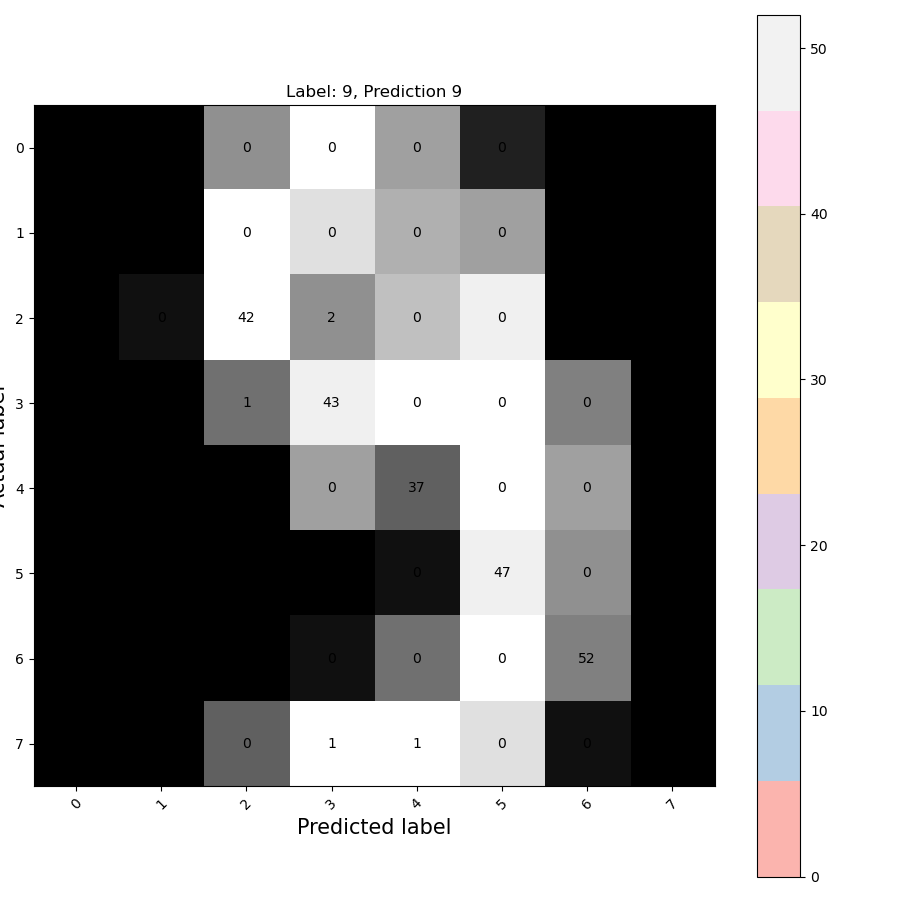 Label: 9, Prediction 9
0 0 0 0 0
1 0 0 0 0
2 0 42 2 0 0
3 1 43 0 0 0
4 0 37 0 0
5 0 47 0
6 0 0 0 52
7 0 1 1 0 0
0 1 2 3 4 5 6 7
Predicted label
Actual label
50
40
30
20
10
0